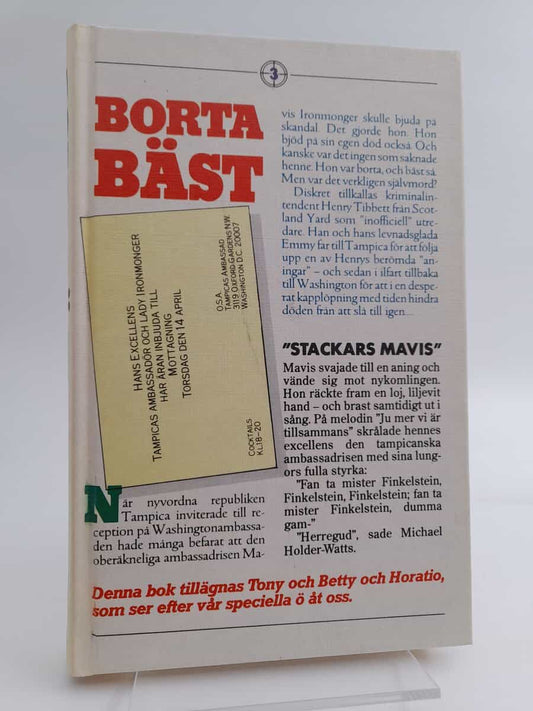 3
BORTA
BÄST
HANS EXCELLENS
TAMPICAS AMBASSADÖR OCH LADY IRONMONGER
HAR ÄRAN INBJUDA TILL
MOTTAGNING
TORSDAG DEN 14 APRIL
O.S.A.
TAMPICAS AMBASSAD
3119 OXFORD GARDENS N.W.
WASHINGTON D.C. 20007
COCKTAILS
KL 18-20
När nyvordna republiken
Tampica inviterade till re-
ception på Washingtonambassa-
den hade många befarat att den
oberäkneliga ambassadrisen Ma-
vis Ironmonger skulle bjuda på
skandal. Det gjorde hon. Hon
bjöd på sin egen död också. Och
kanske var det ingen som saknade
henne. Hon var borta, och bäst så.
Men var det verkligen självmord?
Diskret tillkallas kriminalin-
tendent Henry Tibbett från Scot-
land Yard som "inofficiell" utre-
dare. Han och hans levnadsglada
Emmy far till Tampica för att följa
upp en av Henrys berömda "an-
ingar" – och sedan i ilfart tillbaka
till Washington för att i en despe-
rat kapplöpning med tiden hindra
döden från att slå till igen...
"STACKARS MAVIS"
Mavis svajade till en aning och
vände sig mot nykomlingen.
Hon räckte fram en loj, liljevit
hand – och brast samtidigt ut i
sång. På melodin "Ju mer vi är
tillsammans" skrålade hennes
excellens den tampicanska
ambassadrisen med sina lung-
ors fulla styrka:
"Fan ta mister Finkelstein,
Finkelstein, Finkelstein; fan ta
mister Finkelstein, dumma
gam-"
"Herregud", sade Michael
Holder-Watts.
Denna bok tillägnas Tony och Betty och Horatio,
som ser efter vår speciella ö åt oss.